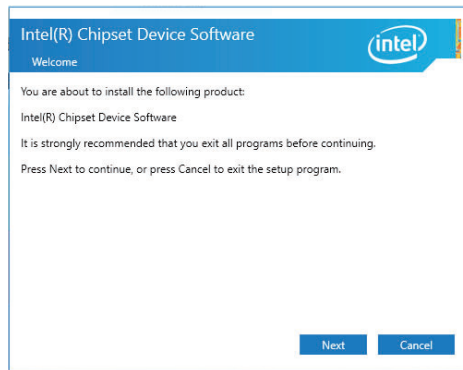 Intel(R) Chipset Device Software
intel
Welcome
You are about to install the following product:
Intel(R) Chipset Device Software
It is strongly recommended that you exit all programs before continuing.
Press Next to continue, or press Cancel to exit the setup program.
Next
Cancel